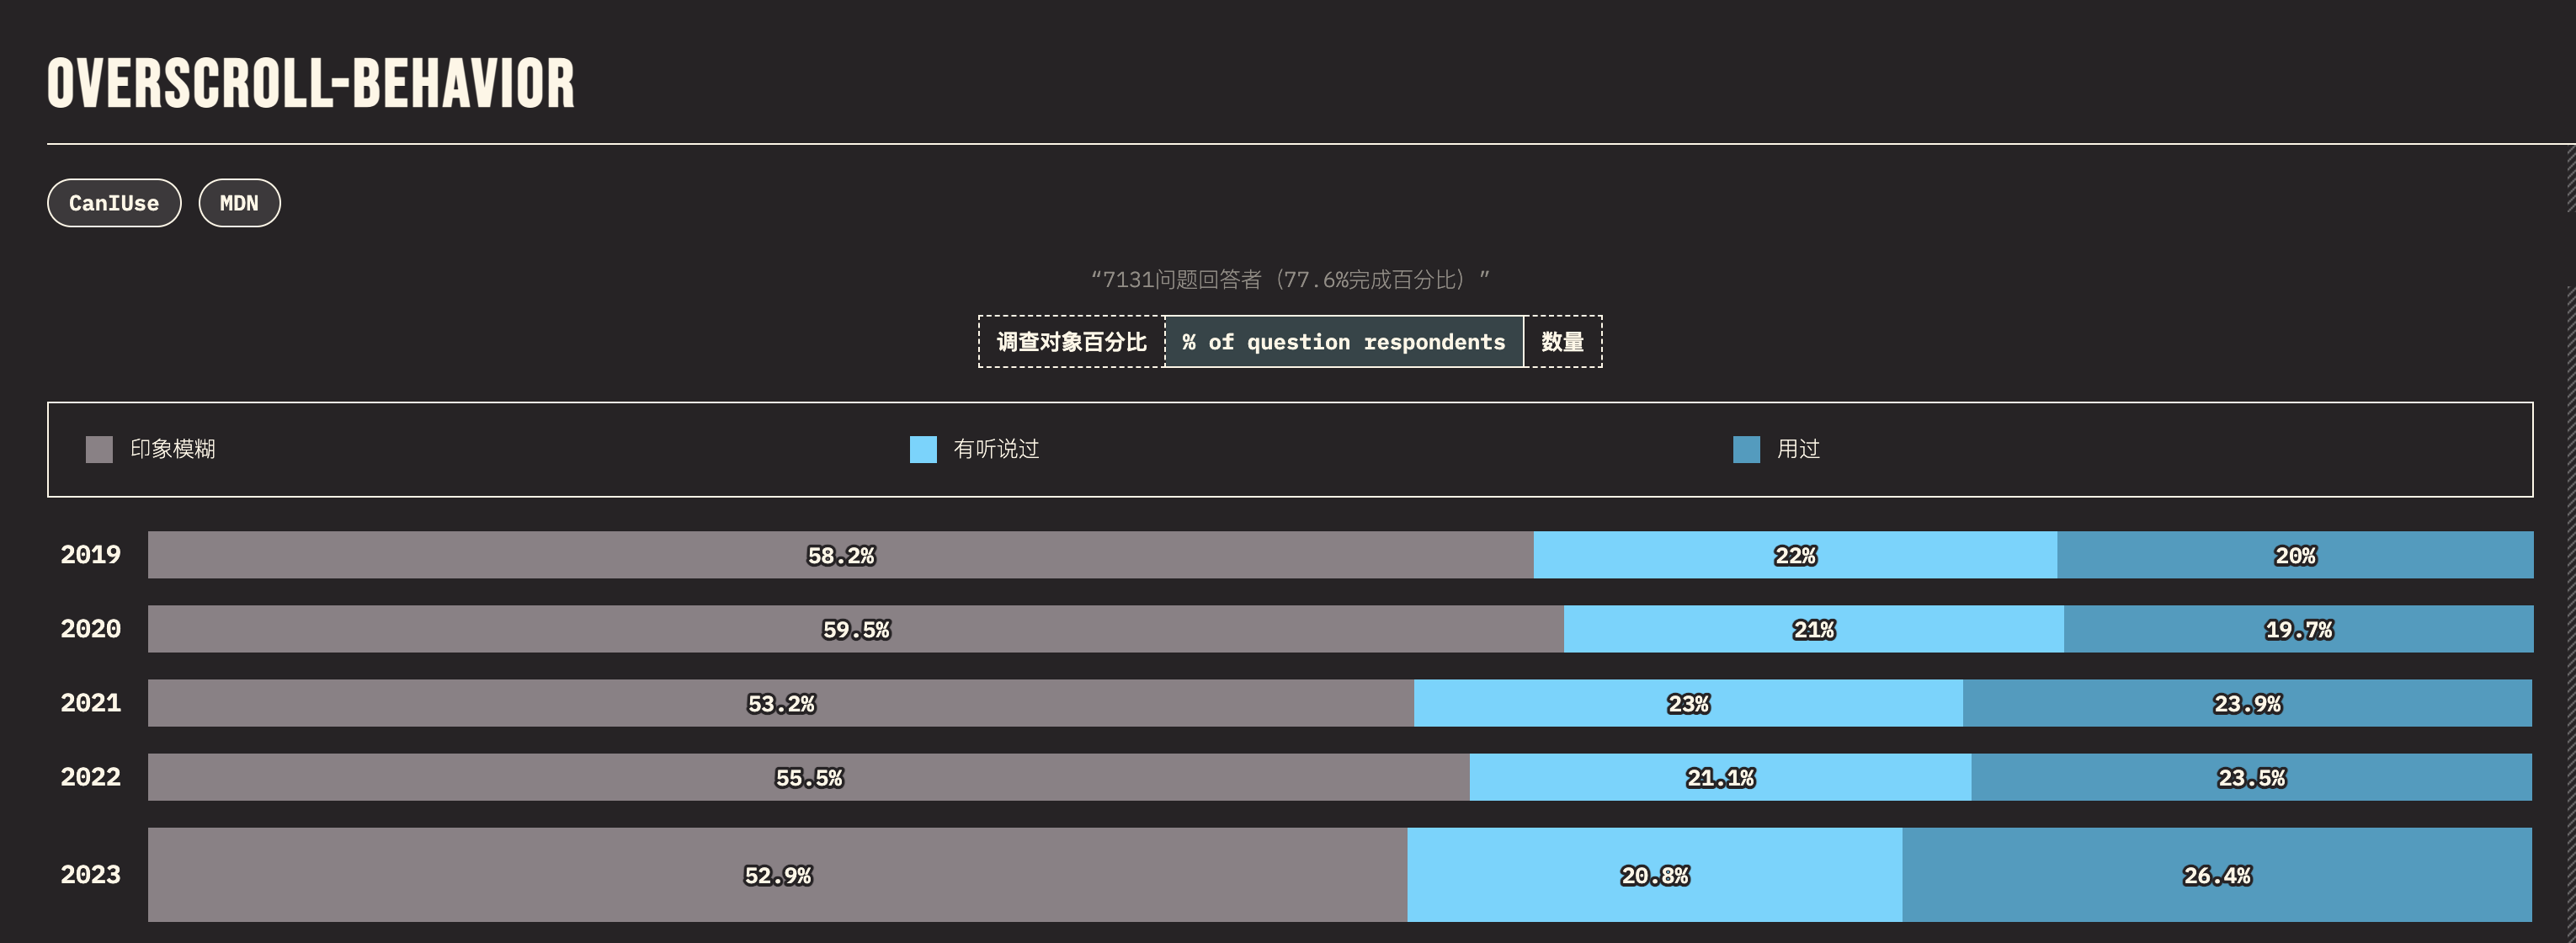 OVERSCROLL-BEHAVIOR
CanIUse MDN
“7131问题回答者（77.6%完成百分比）”
调查对象百分比 % of question respondents 数量
印象模糊 有听说过 用过
2019 58.2% 22% 20%
2020 59.5% 21% 19.7%
2021 53.2% 23% 23.9%
2022 55.5% 21.1% 23.5%
2023 52.9% 20.8% 26.4%